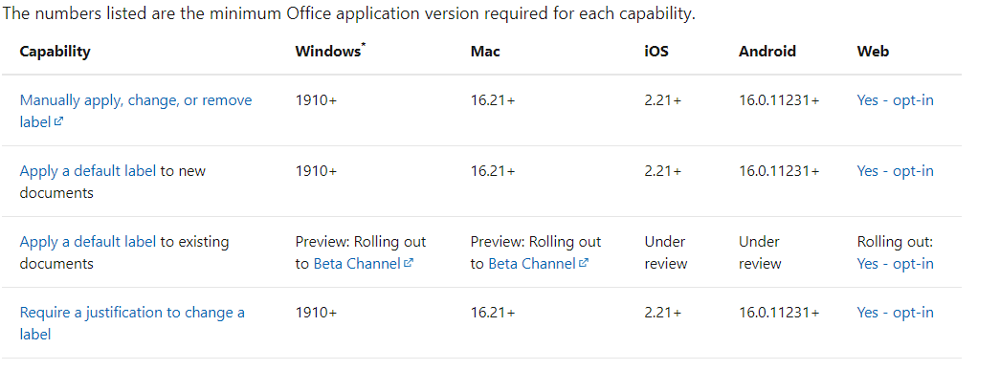 The numbers listed are the minimum Office application version required for each capability.
Capability Windows* Mac iOS Android Web
Manually apply, change, or remove label 1910+ 16.21+ 2.21+ 16.0.11231+ Yes - opt-in
Apply a default label to new documents 1910+ 16.21+ 2.21+ 16.0.11231+ Yes - opt-in
Apply a default label to existing documents Preview: Rolling out to Beta Channel Preview: Rolling out to Beta Channel Under review Under review Rolling out: Yes - opt-in
Require a justification to change a label 1910+ 16.21+ 2.21+ 16.0.11231+ Yes - opt-in